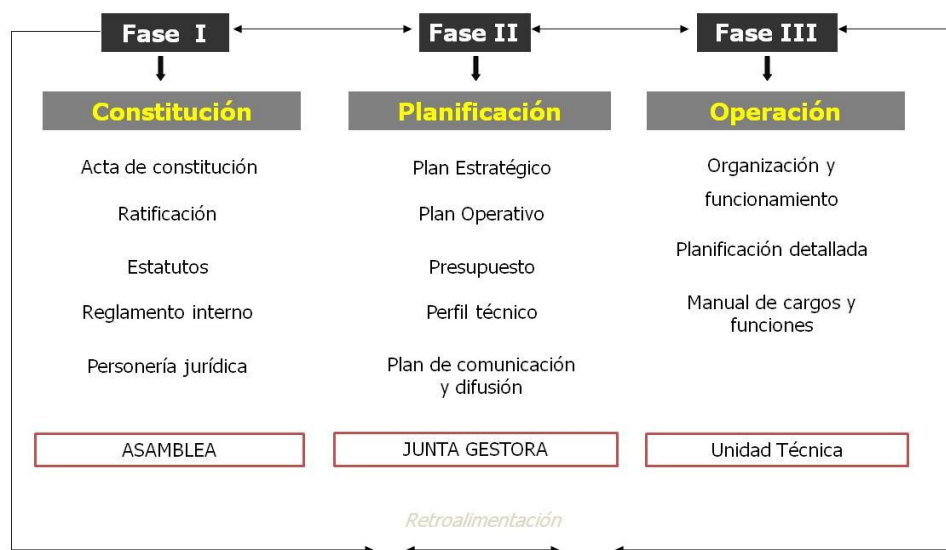 Fase I
Fase II
Fase III
Constitución
Planificación
Operación
Acta de constitución
Ratificación
Estatutos
Reglamento interno
Personería jurídica
Plan Estratégico
Plan Operativo
Presupuesto
Perfil técnico
Plan de comunicación
y difusión
Organización y
funcionamiento
Planificación detallada
Manual de cargos y
funciones
ASAMBLEA
JUNTA GESTORA
Unidad Técnica
Retroalimentación